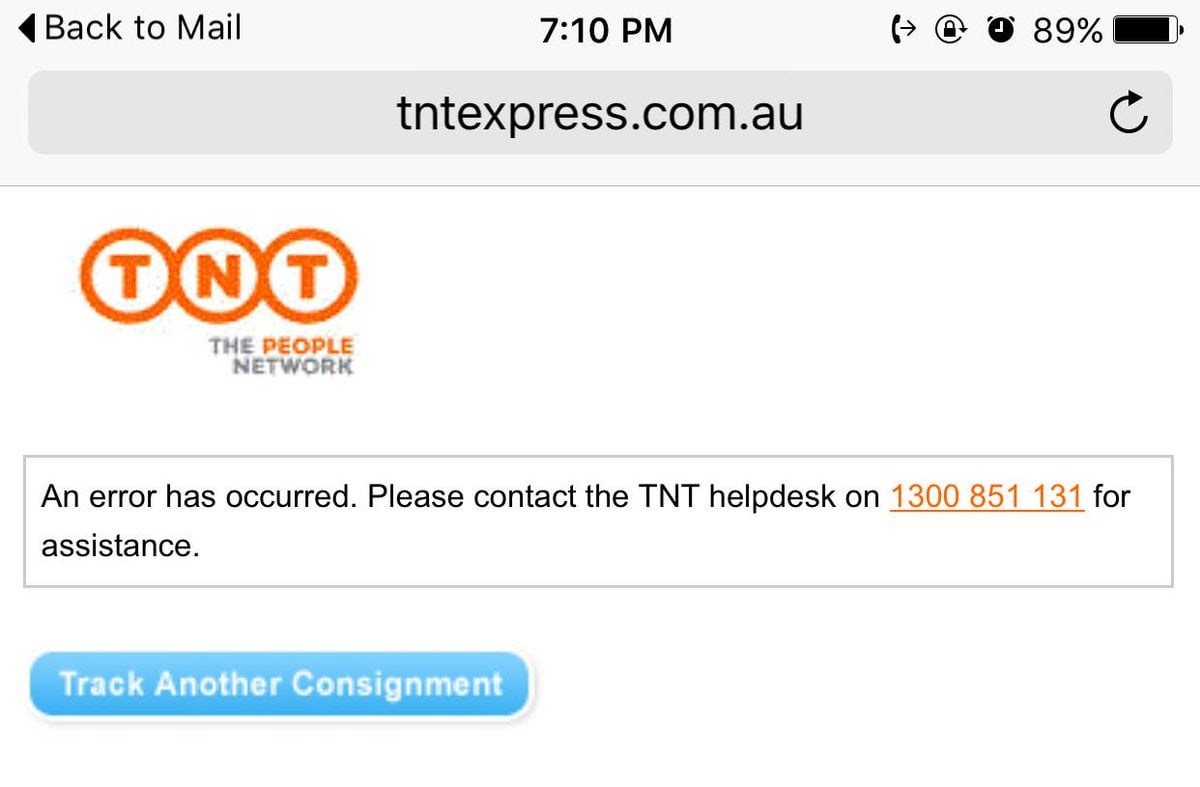 Back to Mail 7:10 PM 89%
tntexpress.com.au
TNT
THE PEOPLE
NETWORK
An error has occurred. Please contact the TNT helpdesk on 1300 851 131 for
assistance.
Track Another Consignment